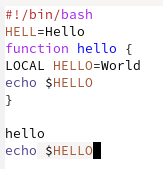 #!/bin/bash
HELL=Hello
function hello {
LOCAL HELLO=World
echo $HELLO
}
hello
echo $HELLO